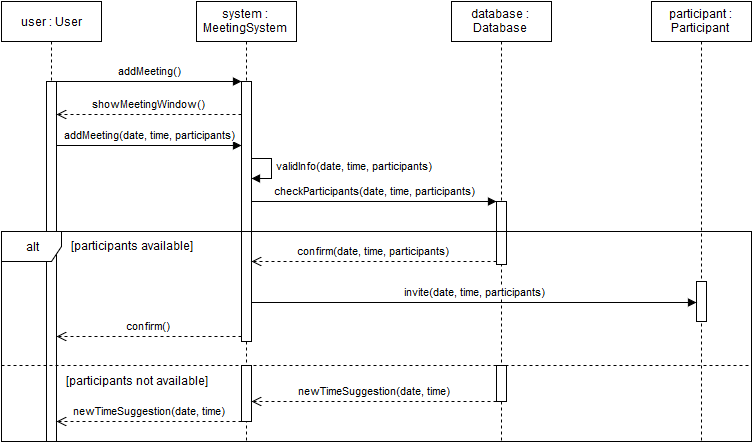 user : User
system :
MeetingSystem
database :
Database
participant :
Participant
addMeeting()
showMeetingWindow()
addMeeting(date, time, participants)
validInfo(date, time, participants)
checkParticipants(date, time, participants)
alt
[participants available]
confirm(date, time, participants)
invite(date, time, participants)
confirm()
[participants not available]
newTimeSuggestion(date, time)
newTimeSuggestion(date, time)